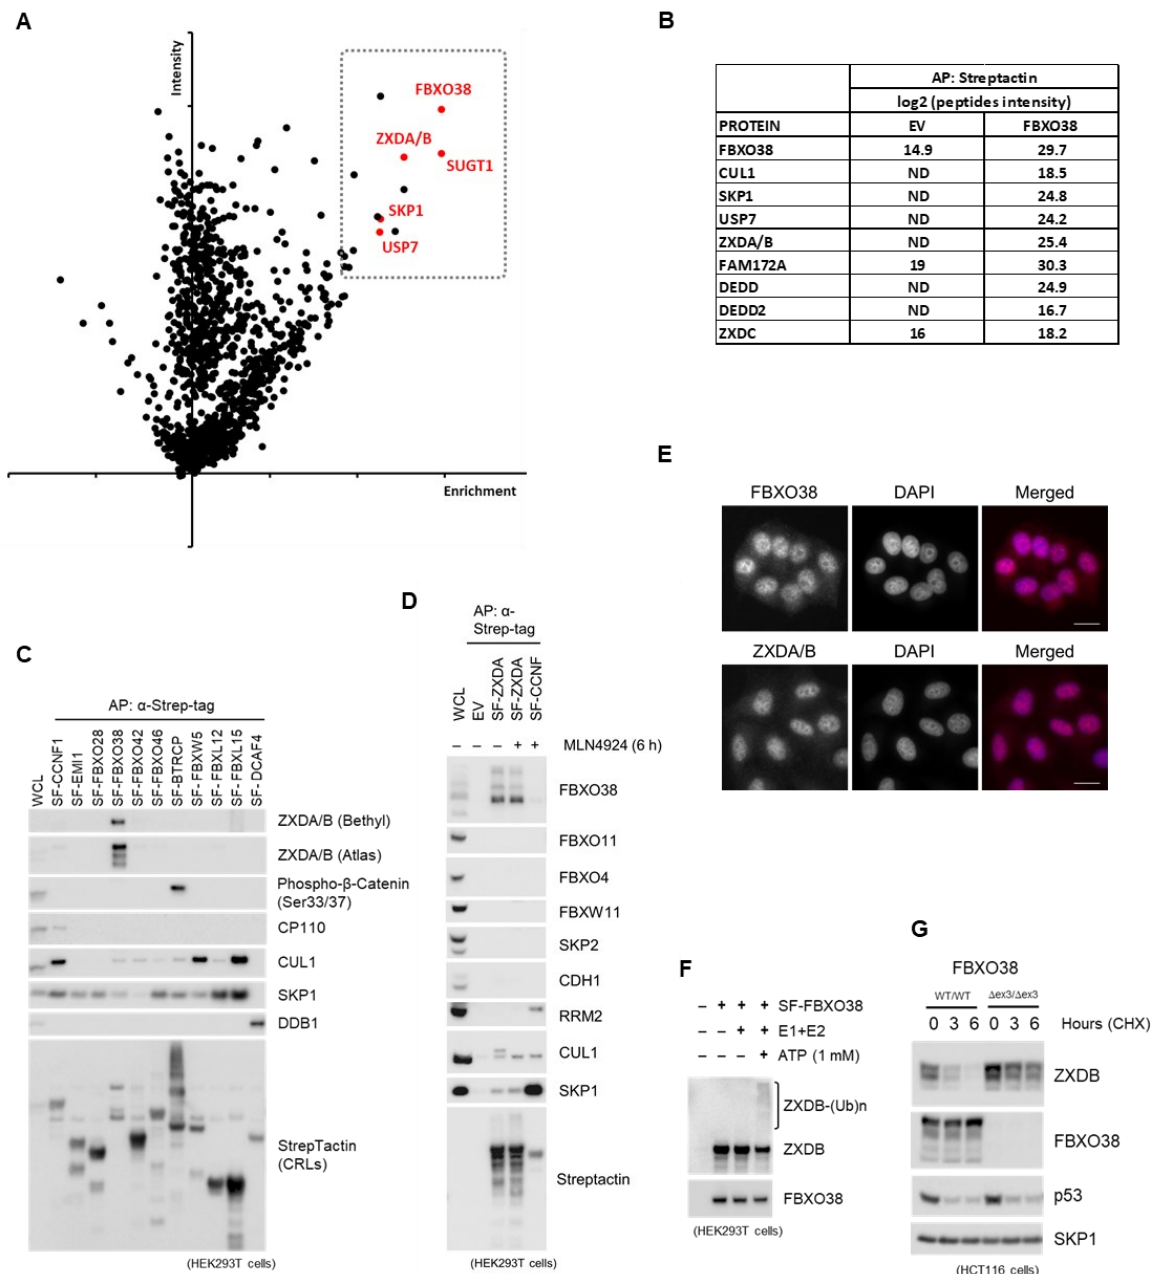 A
Intensity
FBXO38
ZXDA/B
SUGT1
SKP1
USP7
Enrichment
B
AP: Streptactin
log2 (peptides intensity)
PROTEIN EV FBXO38
FBXO38 14.9 29.7
CUL1 ND 18.5
SKP1 ND 24.8
USP7 ND 24.2
ZXDA/B ND 25.4
FAM172A 19 30.3
DEDD ND 24.9
DEDD2 ND 16.7
ZXDC 16 18.2
C
AP: α-Strep-tag
WCL
SF-CCNF1
SF-EMI1
SF-FBXO28
SF-FBXO38
SF-FBXO42
SF-FBXO46
SF-BTRCP
SF- FBXW5
SF- FBXL12
SF- FBXL15
SF- DCAF4
ZXDA/B (Bethyl)
ZXDA/B (Atlas)
Phospho-β-Catenin
(Ser33/37)
CP110
CUL1
SKP1
DDB1
StrepTactin
(CRLs)
(HEK293T cells)
D
AP: α-
Strep-tag
WCL
EV
SF-ZXDA
SF-ZXDA
SF-CCNF
– – – + + MLN4924 (6 h)
FBXO38
FBXO11
FBXO4
FBXW11
SKP2
CDH1
RRM2
CUL1
SKP1
Streptactin
(HEK293T cells)
E
FBXO38 DAPI Merged
ZXDA/B DAPI Merged
F
– + + + SF-FBXO38
– – + + E1+E2
– – – + ATP (1 mM)
ZXDB-(Ub)n
ZXDB
FBXO38
(HEK293T cells)
G
FBXO38
WT/WT Δex3/Δex3
0 3 6 0 3 6 Hours (CHX)
ZXDB
FBXO38
p53
SKP1
(HCT116 cells)